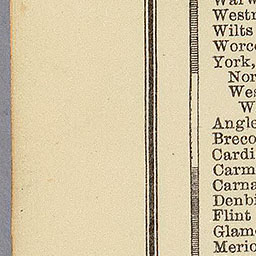 Warw
Westm
Wilts
Worce
York,
Nor
Wes
W
Angle
Breco
Cardi
Carm
Carna
Denbi
Flint
Glamo
Merio